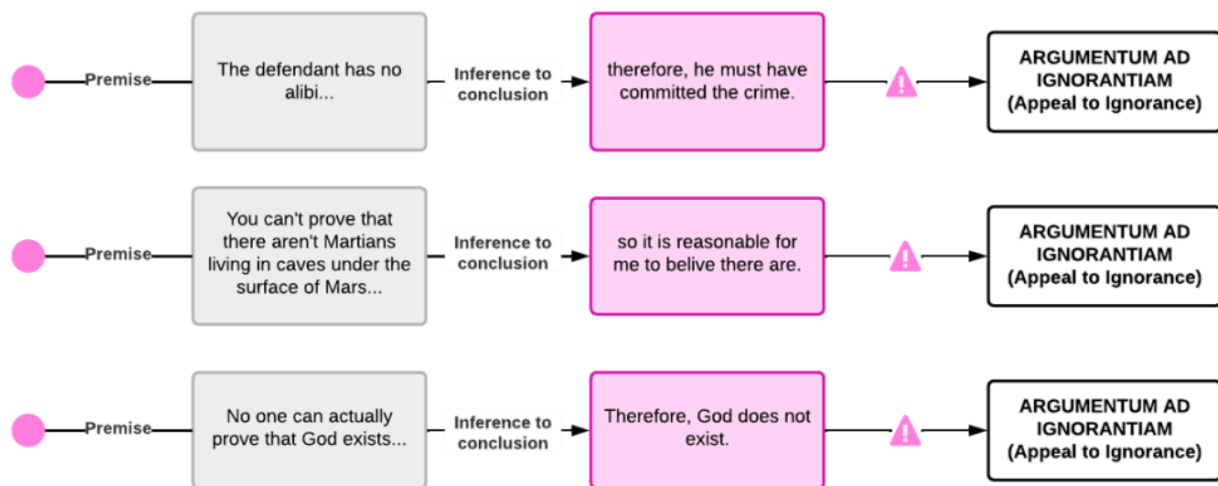 Premise
The defendant has no
alibi...
Inference to
conclusion
therefore, he must have
committed the crime.
ARGUMENTUM AD
IGNORANTIAM
(Appeal to Ignorance)
Premise
You can't prove that
there aren't Martians
living in caves under the
surface of Mars...
Inference to
conclusion
so it is reasonable for
me to belive there are.
ARGUMENTUM AD
IGNORANTIAM
(Appeal to Ignorance)
Premise
No one can actually
prove that God exists...
Inference to
conclusion
Therefore, God does not
exist.
ARGUMENTUM AD
IGNORANTIAM
(Appeal to Ignorance)